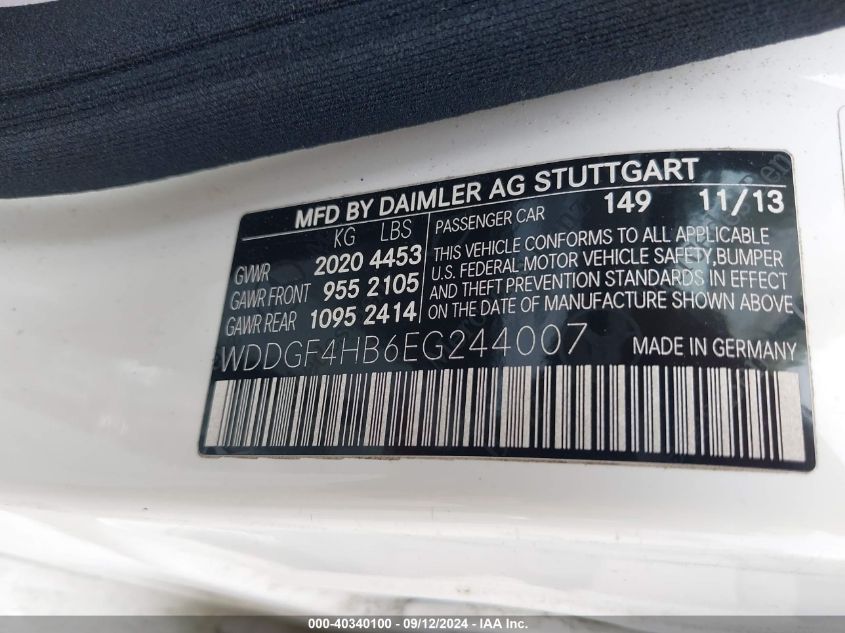 MFD BY DAIMLER AG STUTTGART
KG LBS
GVWR 2020 4453
GAWR FRONT 955 2105
GAWR REAR 1095 2414
PASSENGER CAR 149 11/13
THIS VEHICLE CONFORMS TO ALL APPLICABLE
U.S. FEDERAL MOTOR VEHICLE SAFETY,BUMPER
AND THEFT PREVENTION STANDARDS IN EFFECT
ON THE DATE OF MANUFACTURE SHOWN ABOVE
WDDGF4HB6EG244007 MADE IN GERMANY
000-40340100 - 09/12/2024 - IAA Inc.